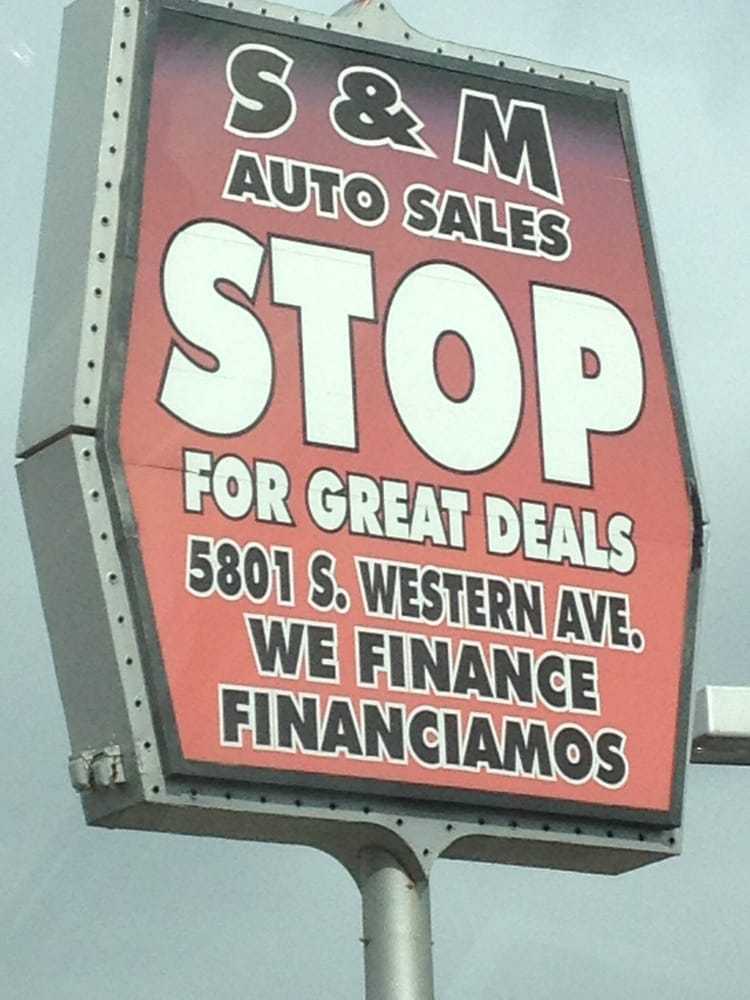 S & M
AUTO SALES
STOP
FOR GREAT DEALS
5801 S. WESTERN AVE.
WE FINANCE
FINANCIAMOS